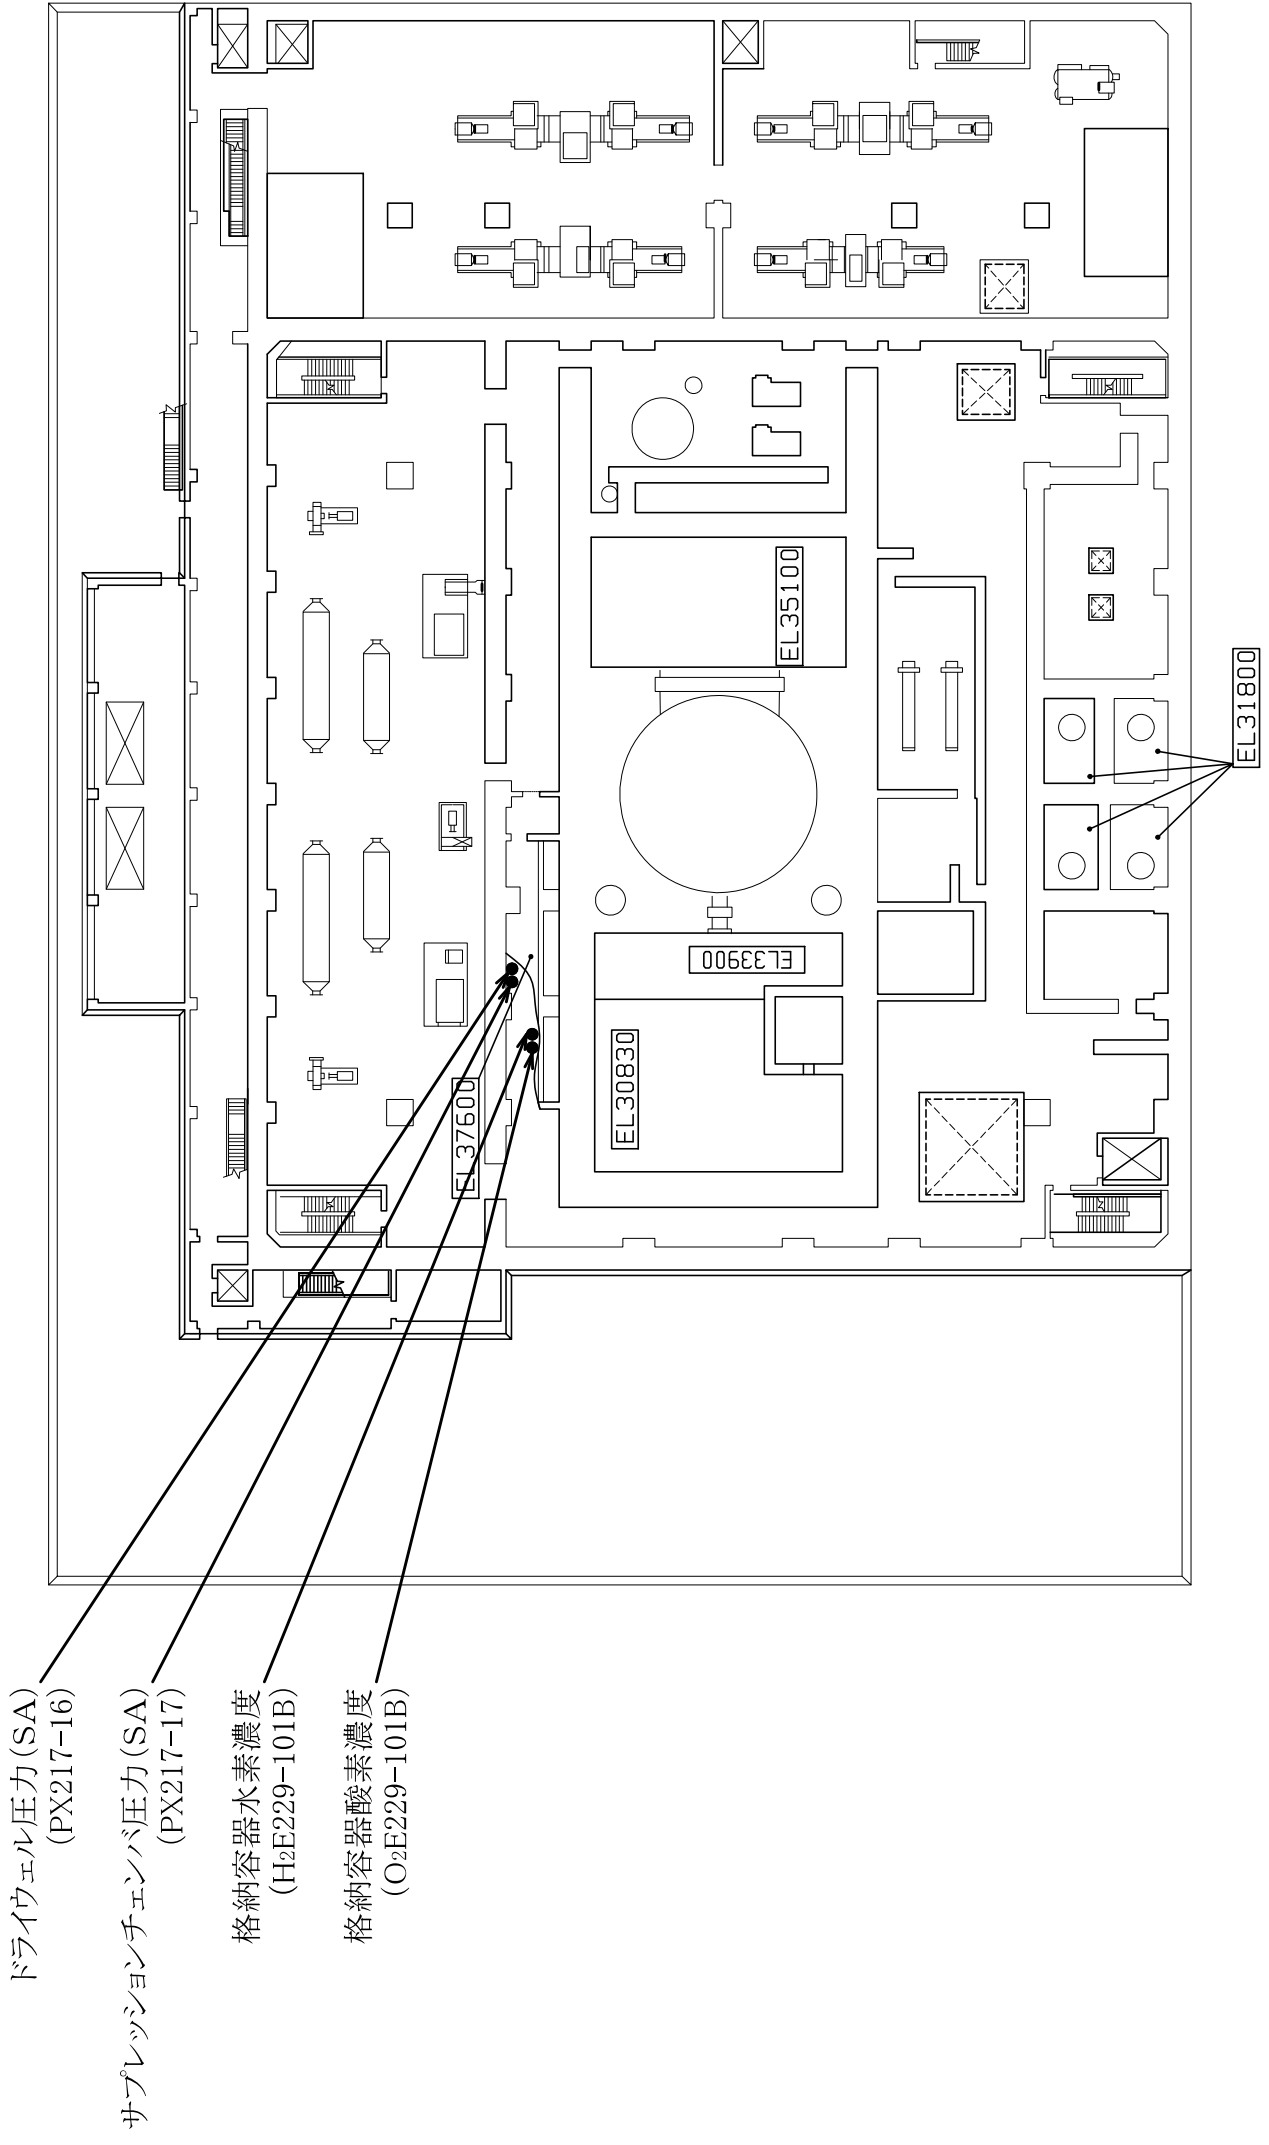 ドライウェル圧力(SA)
(PX217-16)
サプレッションチェンバ圧力(SA)
(PX217-17)
格納容器水素濃度
(H₂E229-101B)
格納容器酸素濃度
(O₂E229-101B)
EL37600
EL30830
EL33900
EL35100
EL31800